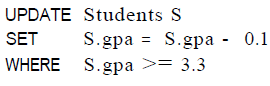 UPDATE Students S
SET S.gpa = S.gpa - 0.1
WHERE S.gpa >= 3.3